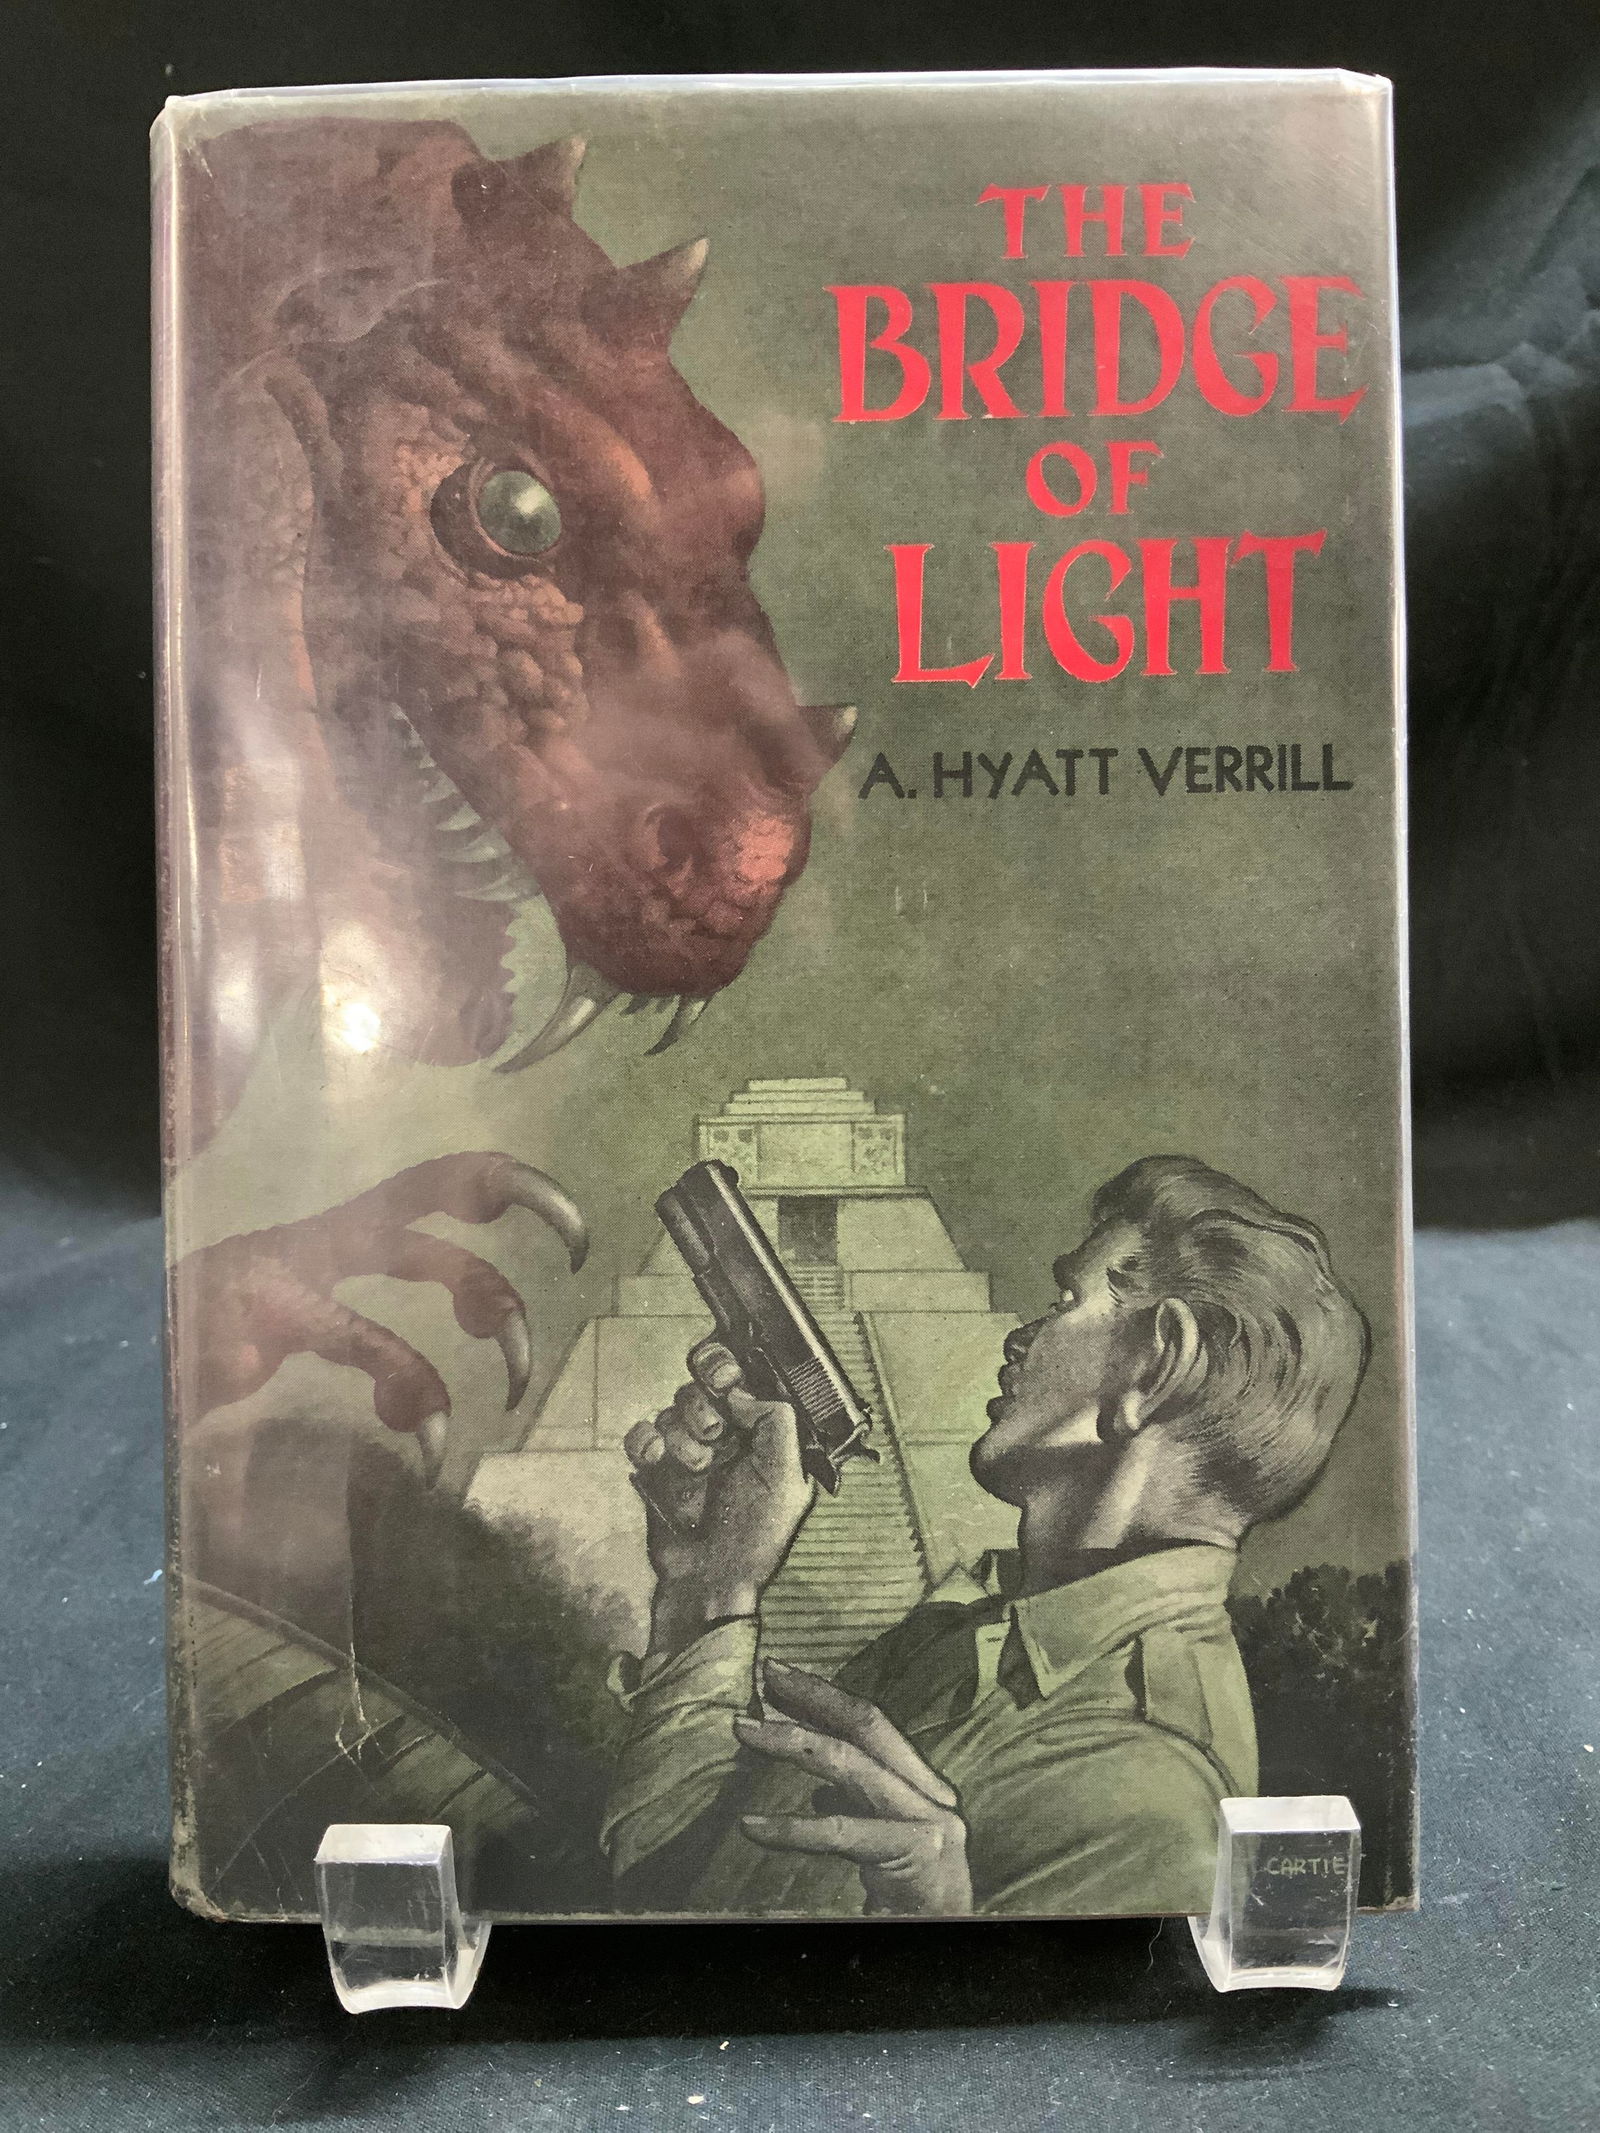 THE
BRIDGE
OF
LIGHT
A. HYATT VERRILL
CARTIE